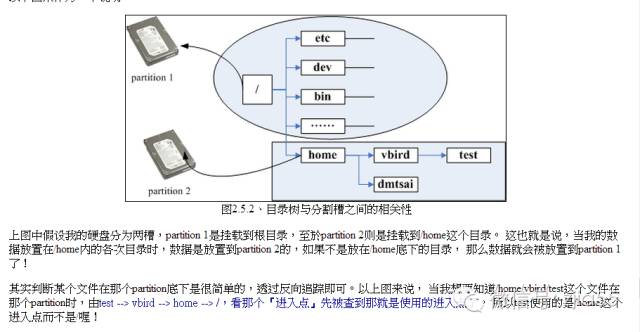 etc
dev
partition 1
/
bin
······
home
vbird
test
partition 2
dmtsai
图2.5.2、目录树与分割槽之间的相关性
上图中假设我的硬盘分为两槽，partition 1是挂载到根目录，至於partition 2则是挂载到/home这个目录。 这也就是说，当我的数
据放置在/home内的各次目录时，数据是放置到partition 2的，如果不是放在/home底下的目录， 那么数据就会被放置到partition 1
了！
其实判断某个文件在那个partition底下是很简单的，透过反向追踪即可。以上图来说， 当我想要知道/home/vbird/test这个文件在
那个partition时，由test --> vbird --> home --> /，看那个『进入点』先被查到那就是使用的进入点 使用的是/home这个
进入点而不是/喔！